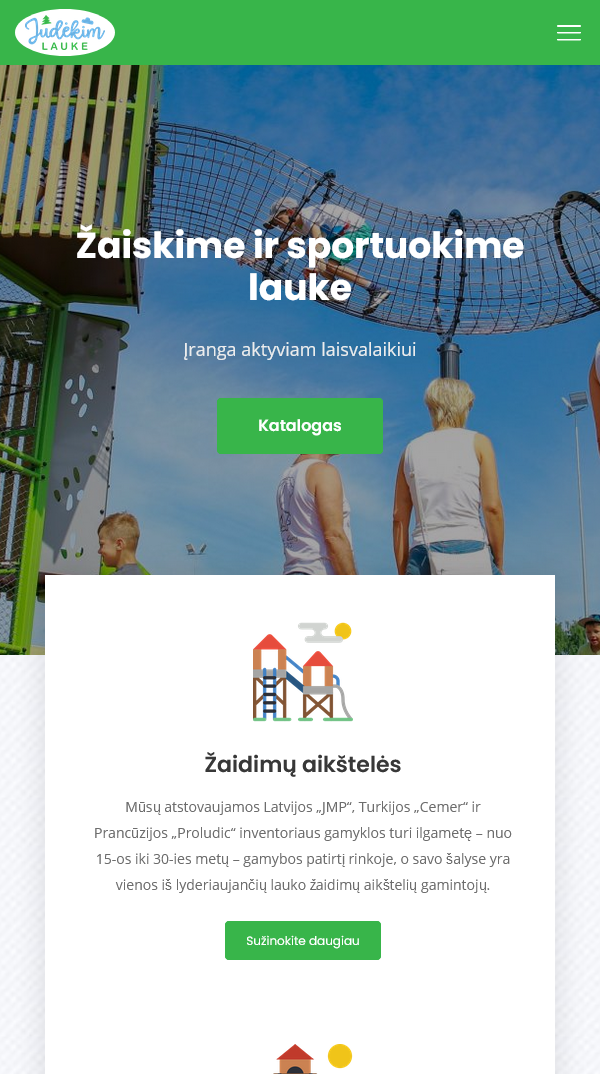 Judėkim
LAUKE
Žaiskime ir sportuokime
lauke
Įranga aktyviam laisvalaikiui
Katalogas
Žaidimų aikštelės
Mūsų atstovaujamos Latvijos „JMP“, Turkijos „Cemer“ ir
Prancūzijos „Proludic“ inventoriaus gamyklos turi ilgametę – nuo
15-os iki 30-ies metų – gamybos patirtį rinkoje, o savo šalyse yra
vienos iš lyderiaujančių lauko žaidimų aikštelių gamintojų.
Sužinokite daugiau